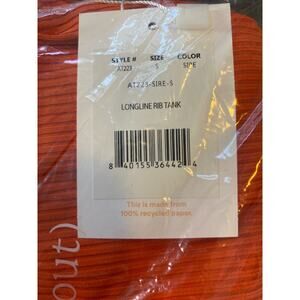 STYLE # SIZE COLOR
AT223 S SIRE
AT223-SIRE-S
LONGLINE RIB TANK
8 40155 36442 4
This is made from
100% recycled paper.
out)